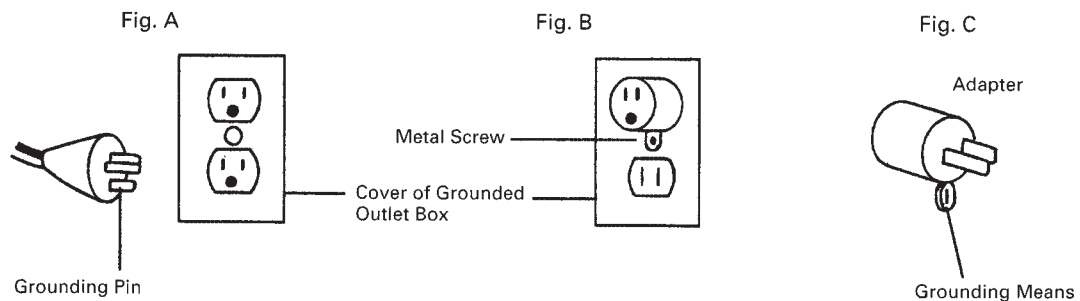 Fig. A
Fig. B
Fig. C
Adapter
Metal Screw
Cover of Grounded
Outlet Box
Grounding Pin
Grounding Means